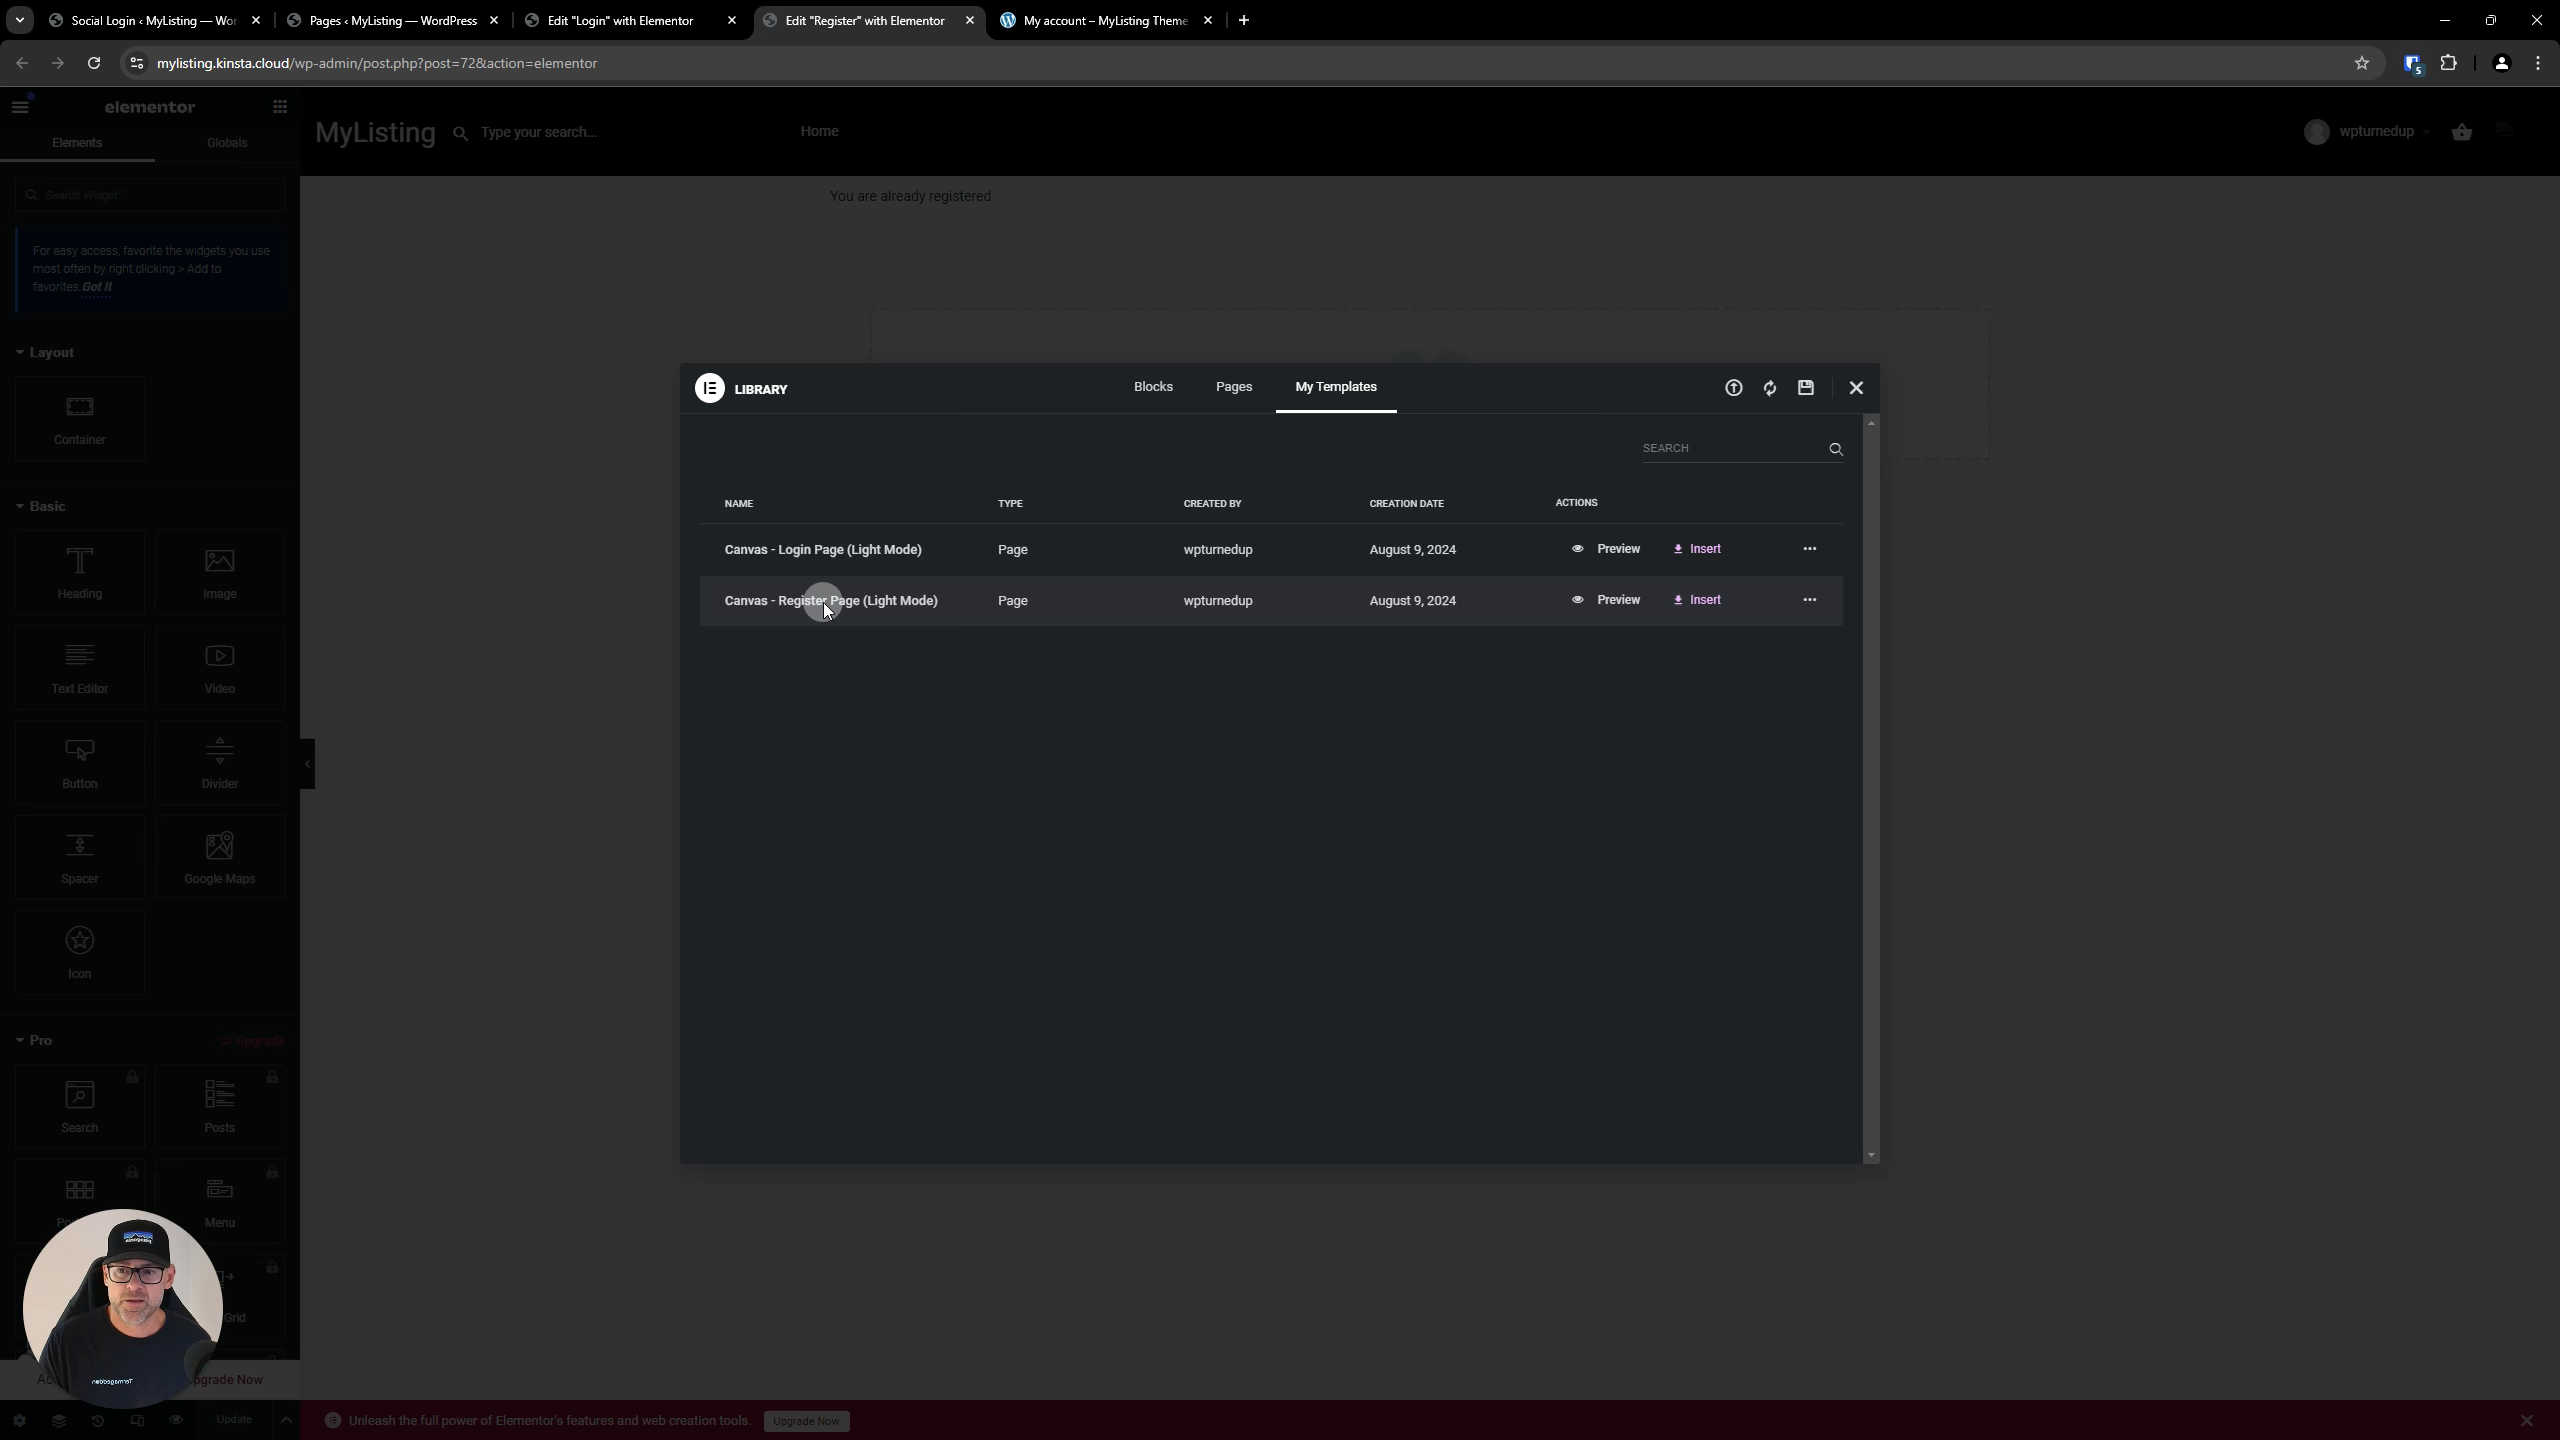 Social Login ‹ MyListing — Wor
Pages ‹ MyListing — WordPress
Edit "Login" with Elementor
Edit "Register" with Elementor
My account – MyListing Theme
mylisting.kinsta.cloud/wp-admin/post.php?post=72&action=elementor
5
elementor
Elements
Globals
Search Widget...
For easy access, favorite the widgets you use
most often by right clicking > Add to
favorites. Got It
Layout
Container
Basic
Heading
Image
Text Editor
Video
Button
Divider
Spacer
Google Maps
Icon
Pro
Upgrade
Search
Posts
Menu
Grid
pgrade Now
Update
MyListing
Type your search...
Home
wpturnedup
You are already registered
LIBRARY
Blocks
Pages
My Templates
SEARCH
NAME
TYPE
CREATED BY
CREATION DATE
ACTIONS
Canvas - Login Page (Light Mode)
Page
wpturnedup
August 9, 2024
Preview
Insert
Canvas - Register Page (Light Mode)
Page
wpturnedup
August 9, 2024
Preview
Insert
Unleash the full power of Elementor's features and web creation tools.
Upgrade Now